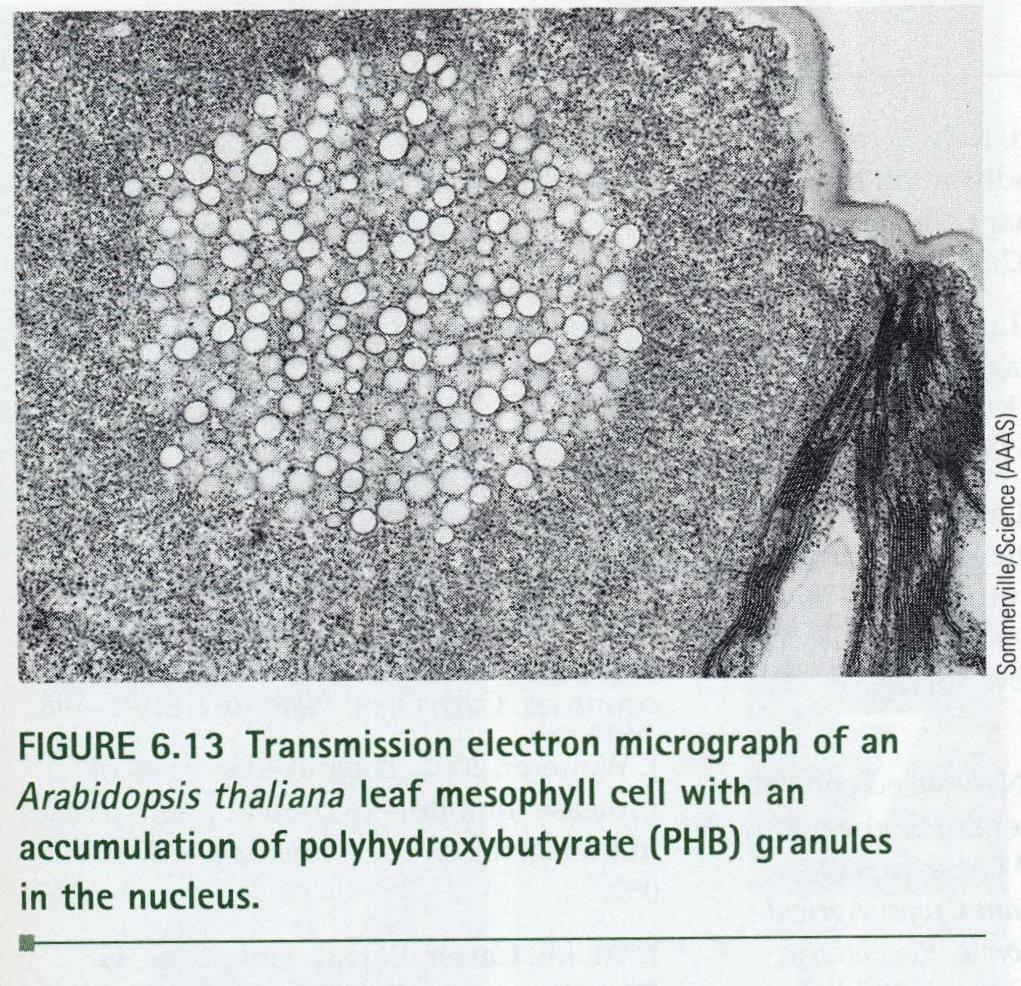 Sommerville/Science (AAAS)
FIGURE 6.13 Transmission electron micrograph of an
Arabidopsis thaliana leaf mesophyll cell with an
accumulation of polyhydroxybutyrate (PHB) granules
in the nucleus.